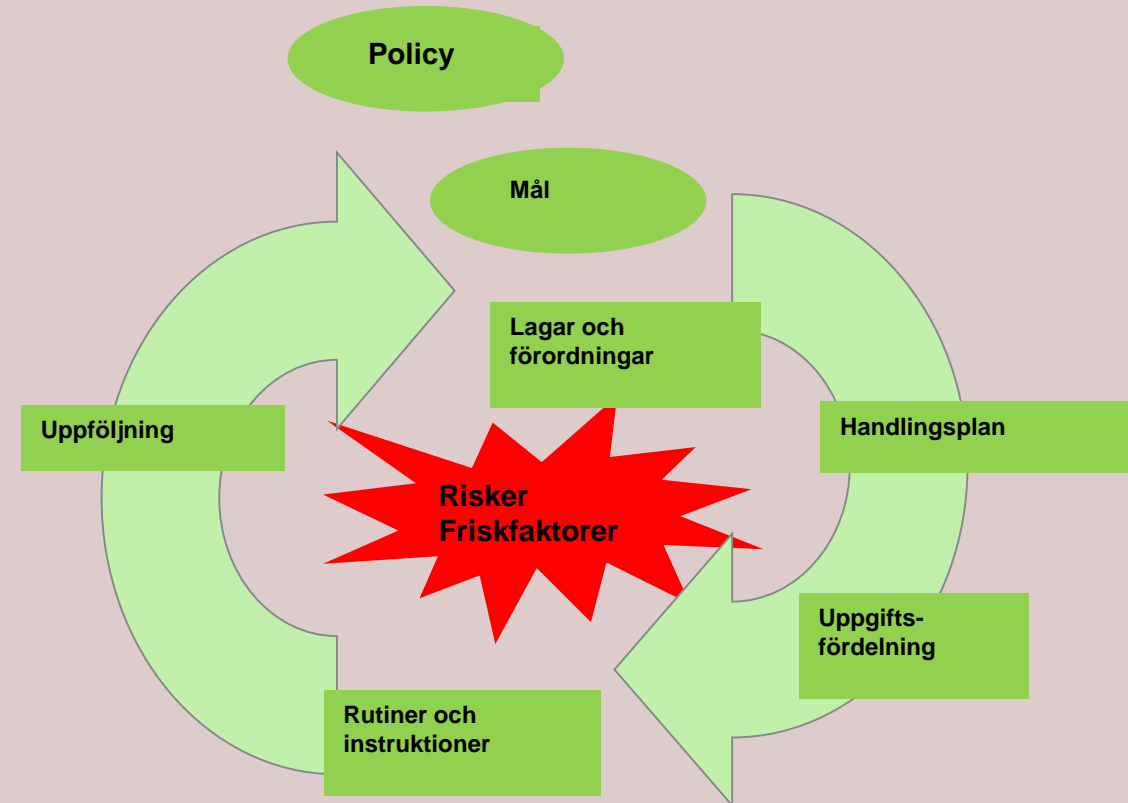 Policy
Mål
Lagar och
förordningar
Uppföljning
Handlingsplan
Risker
Friskfaktorer
Uppgifts-
fördelning
Rutiner och
instruktioner